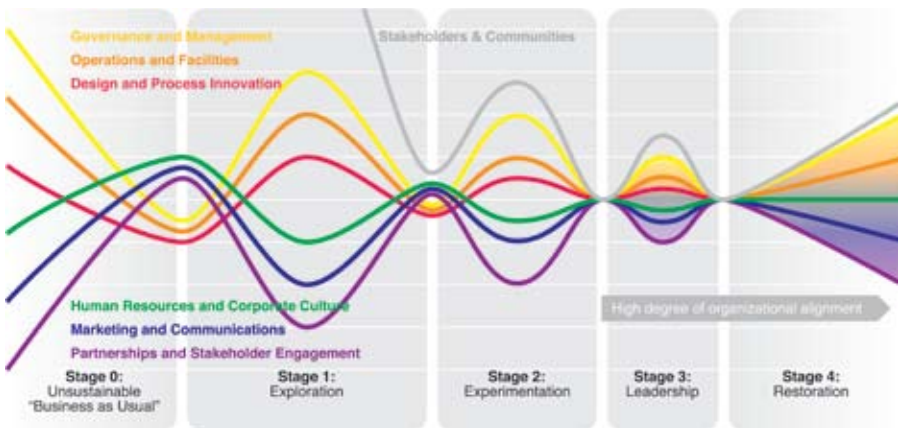 Governance and Management
Stakeholders & Communities
Operations and Facilities
Design and Process Innovation
Human Resources and Corporate Culture
High degree of organizational alignment
Marketing and Communications
Partnerships and Stakeholder Engagement
Stage 0:
Unsustainable
"Business as Usual"
Stage 1:
Exploration
Stage 2:
Experimentation
Stage 3:
Leadership
Stage 4:
Restoration